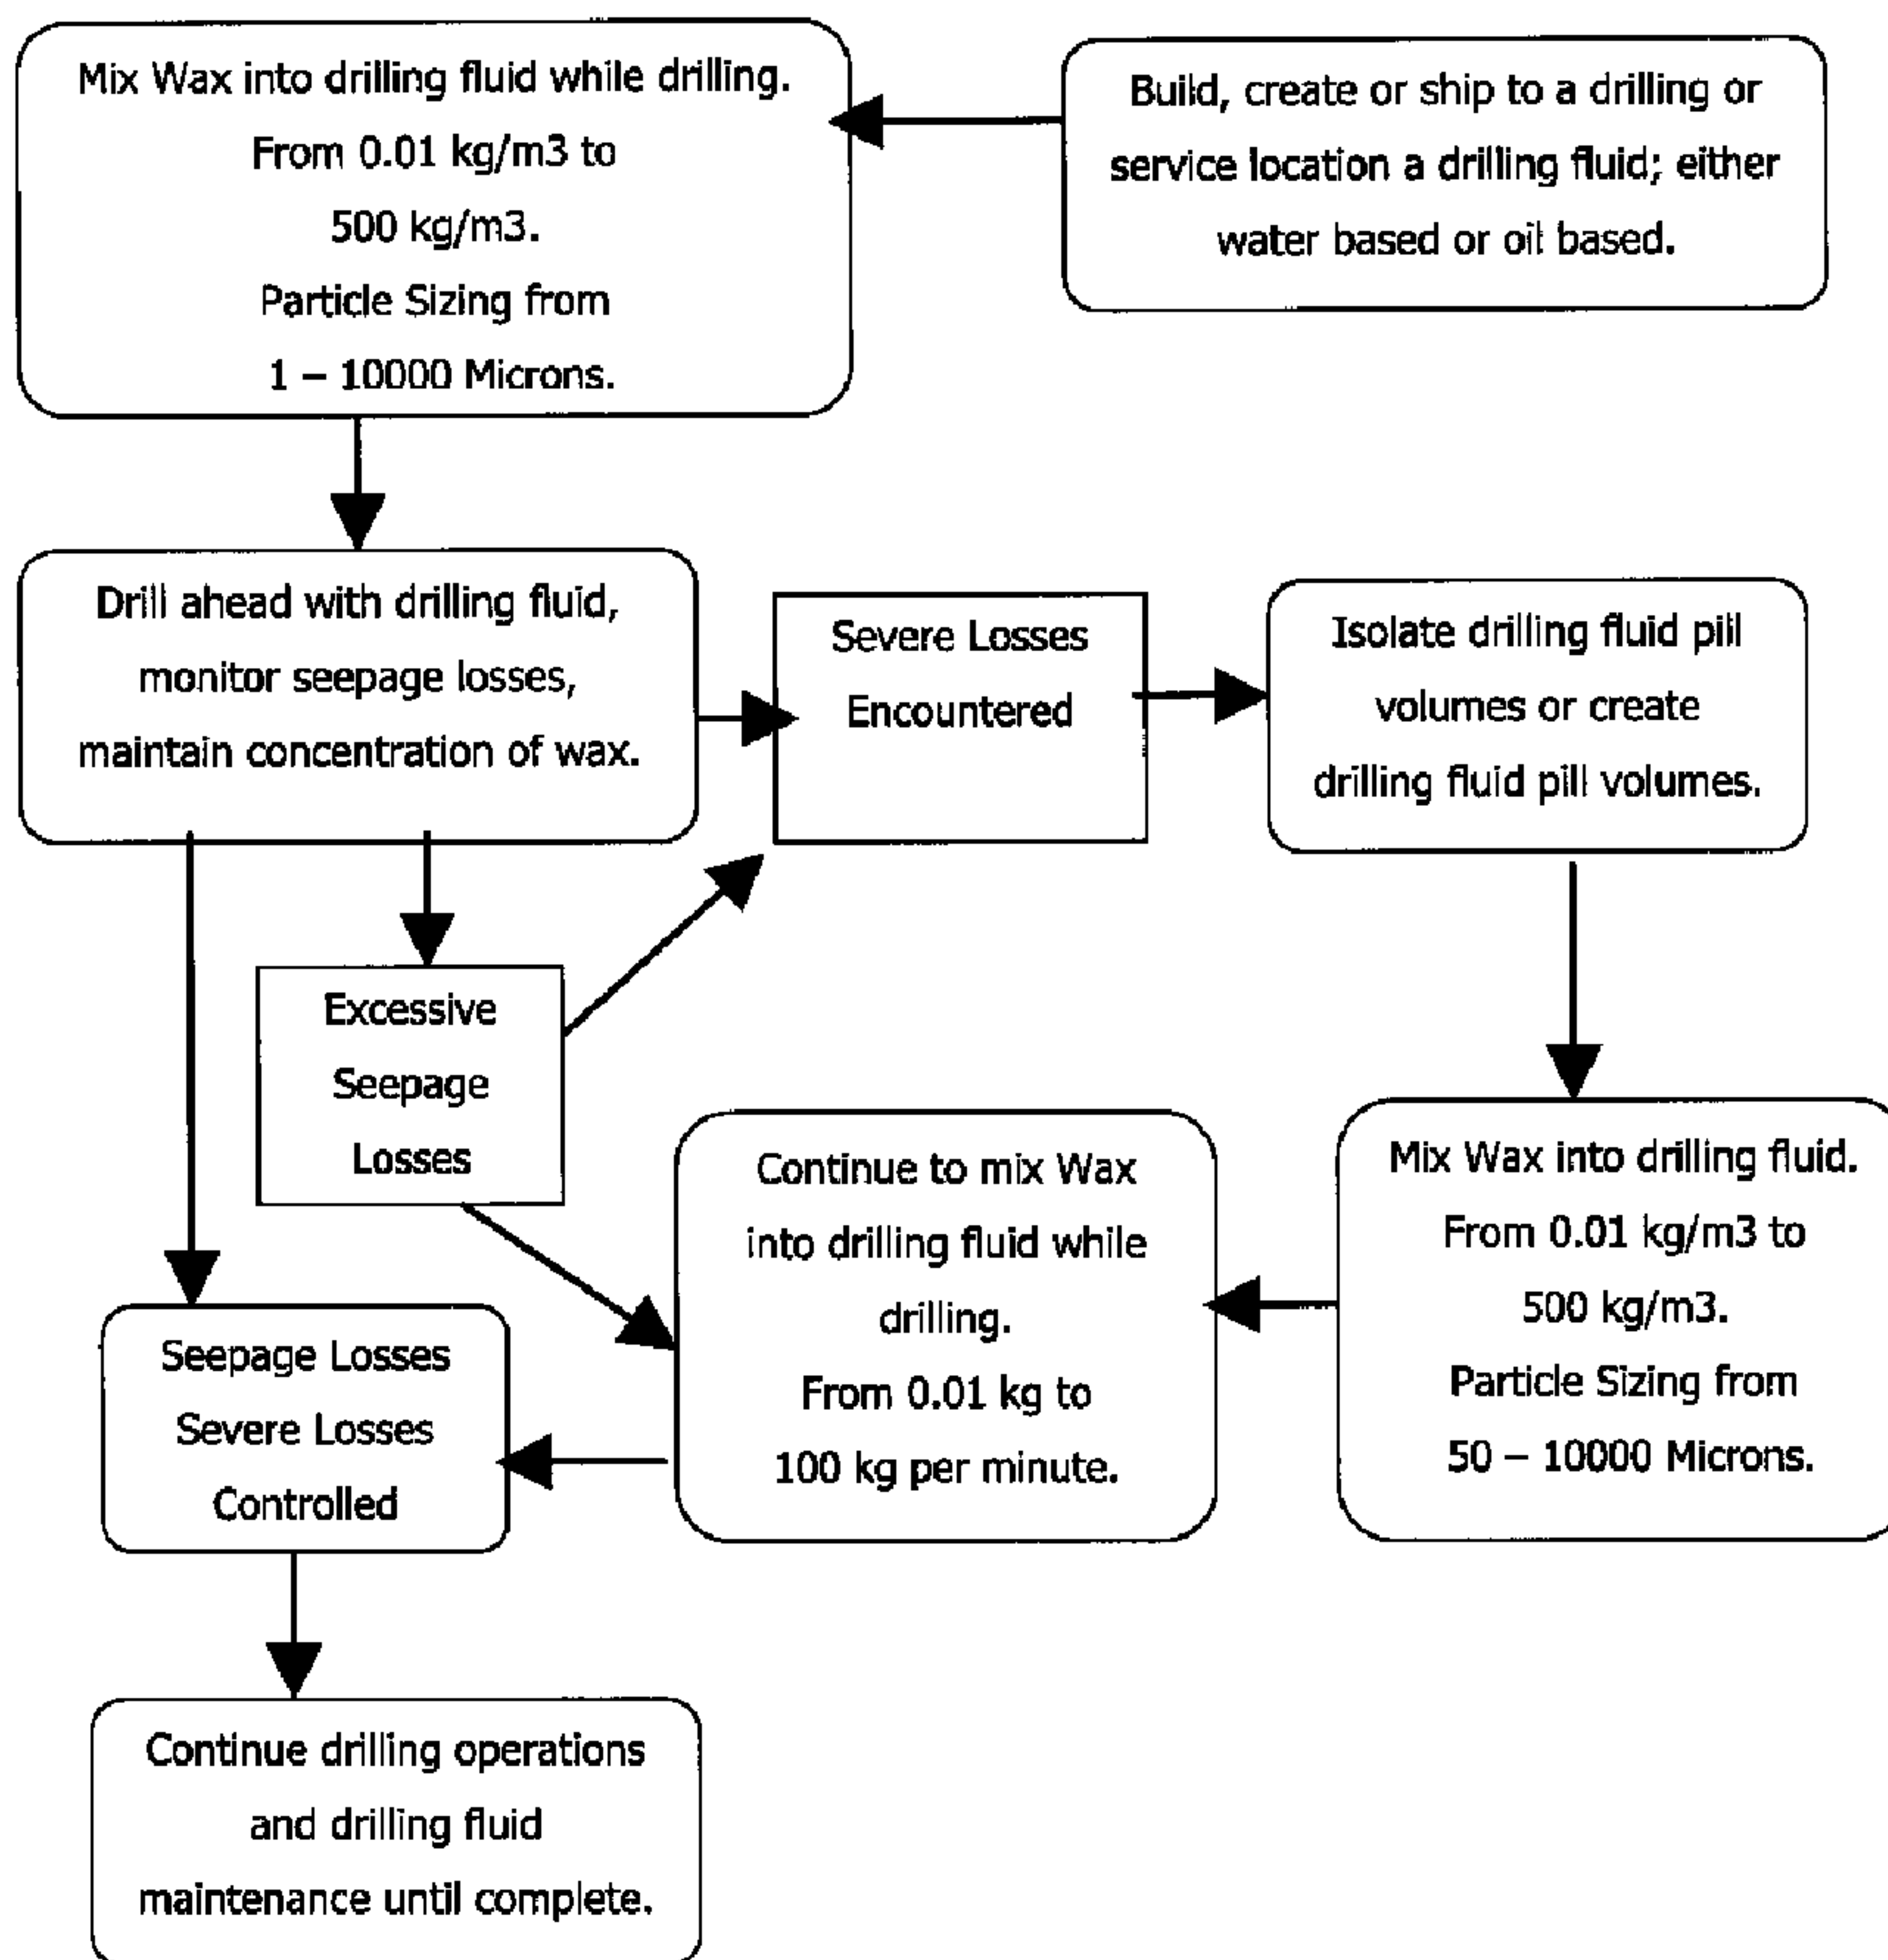 Mix Wax into drilling fluid while drilling.
From 0.01 kg/m3 to
500 kg/m3.
Particle Sizing from
1 – 10000 Microns.
Build, create or ship to a drilling or
service location a drilling fluid; either
water based or oil based.
Drill ahead with drilling fluid,
monitor seepage losses,
maintain concentration of wax.
Severe Losses
Encountered
Isolate drilling fluid pill
volumes or create
drilling fluid pill volumes.
Excessive
Seepage
Losses
Continue to mix Wax
into drilling fluid while
drilling.
From 0.01 kg to
100 kg per minute.
Mix Wax into drilling fluid.
From 0.01 kg/m3 to
500 kg/m3.
Particle Sizing from
50 – 10000 Microns.
Seepage Losses
Severe Losses
Controlled
Continue drilling operations
and drilling fluid
maintenance until complete.